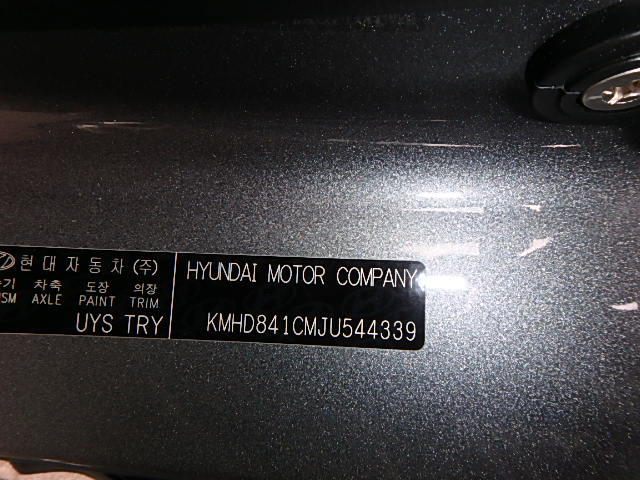 현대자동차 (주)
HYUNDAI MOTOR COMPANY
차축 도장 의장
AXLE PAINT TRIM
UYS TRY
KMHD841CMJU544339